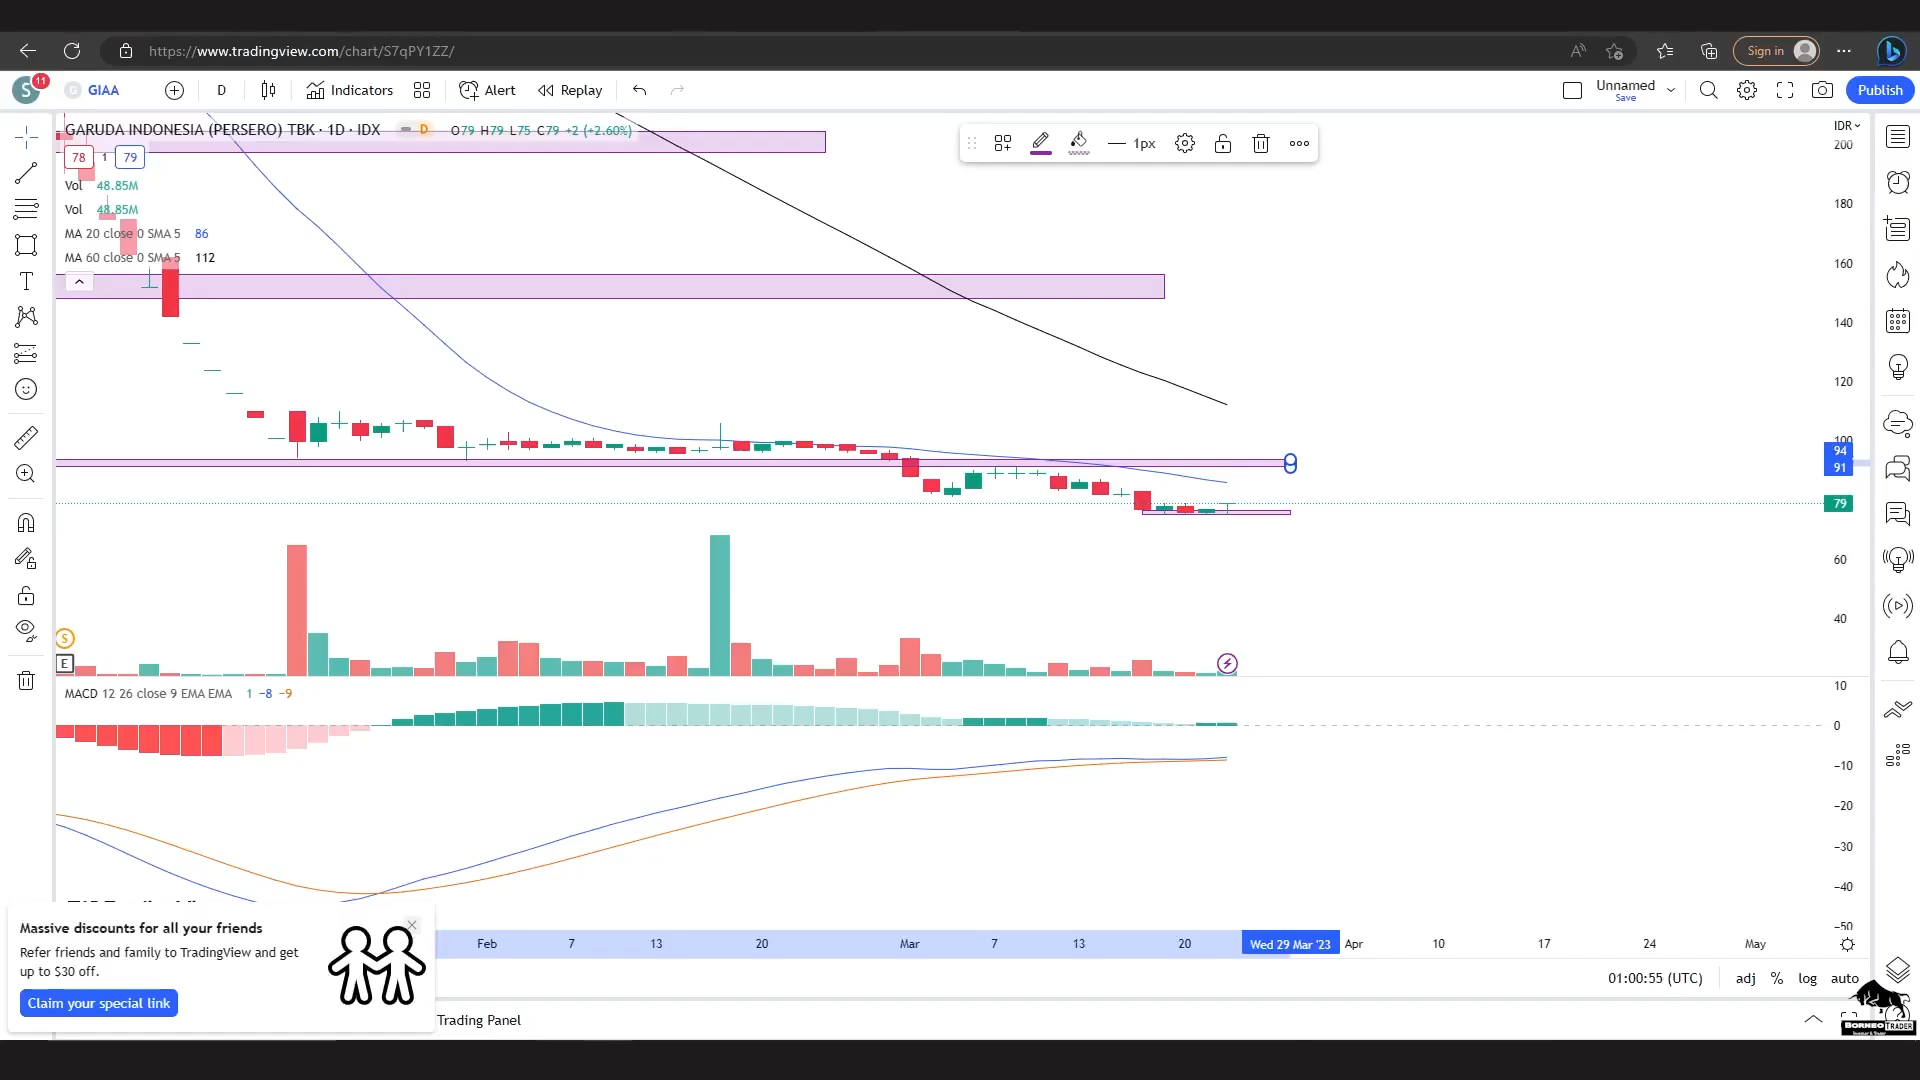 https://www.tradingview.com/chart/S7qPY1ZZ/
Sign in
S
11
GIAA
D
Indicators
Alert
Replay
Unnamed
Save
Publish
GARUDA INDONESIA (PERSERO) TBK · 1D · IDX
D
O79 H79 L75 C79 +2 (+2.60%)
78
1
79
Vol 48.85M
Vol 48.85M
MA 20 close 0 SMA 5 86
MA 60 close 0 SMA 5 112
1px
IDR
200
180
160
140
120
100
94
91
79
60
40
S
E
MACD 12 26 close 9 EMA EMA 1 −8 −9
10
0
−10
−20
−30
−40
−50
Massive discounts for all your friends
Refer friends and family to TradingView and get
up to $30 off.
Claim your special link
Feb
7
13
20
Mar
7
13
20
Wed 29 Mar '23
Apr
10
17
24
May
01:00:55 (UTC)
adj
%
log
auto
Trading Panel
BORNEO TRADER